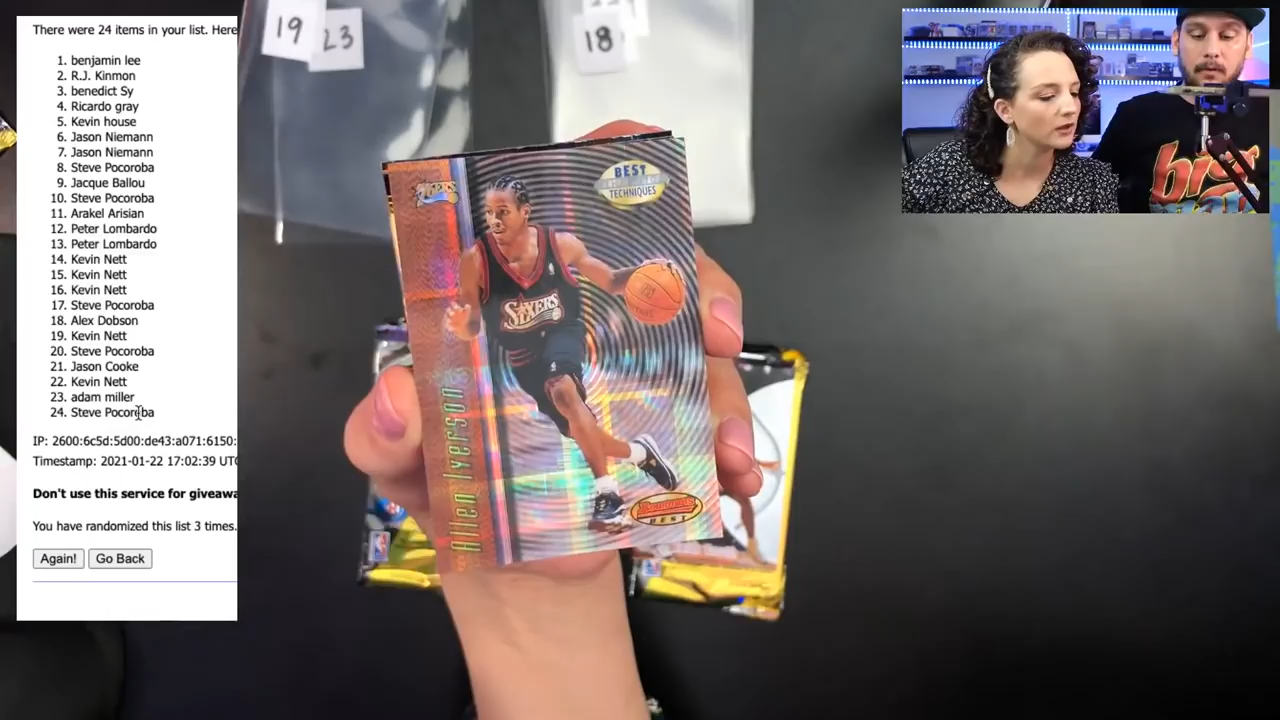 There were 24 items in your list. Here
1. benjamin lee
2. R.J. Kinmon
3. benedict Sy
4. Ricardo gray
5. Kevin house
6. Jason Niemann
7. Jason Niemann
8. Steve Pocoroba
9. Jacque Ballou
10. Steve Pocoroba
11. Arakel Arisian
12. Peter Lombardo
13. Peter Lombardo
14. Kevin Nett
15. Kevin Nett
16. Kevin Nett
17. Steve Pocoroba
18. Alex Dobson
19. Kevin Nett
20. Steve Pocoroba
21. Jason Cooke
22. Kevin Nett
23. adam miller
24. Steve Pocoroba
IP: 2600:6c5d:5d00:de43:a071:6150:
Timestamp: 2021-01-22 17:02:39 UTC
Don't use this service for giveawa
You have randomized this list 3 times.
Again! Go Back
19
23
18
76ERS
BEST
TECHNIQUES
SIXERS
Allen Iverson
Bowman's
BEST